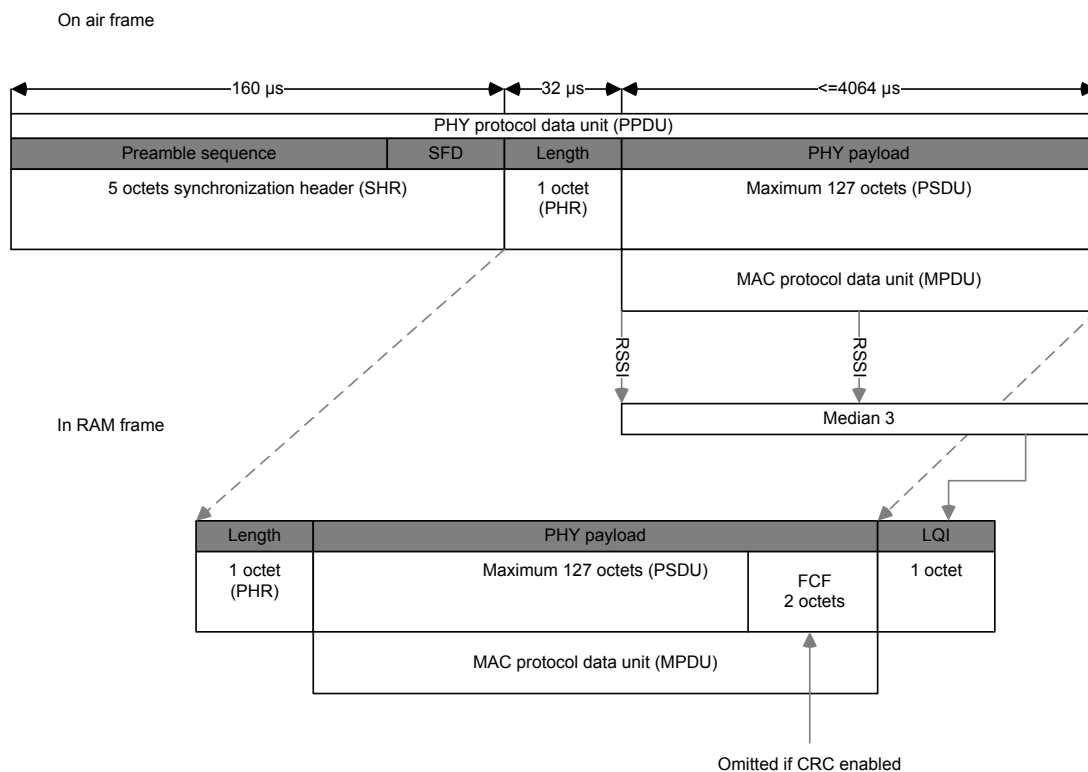 On air frame
160 µs
32 µs
<=4064 µs
PHY protocol data unit (PPDU)
Preamble sequence
SFD
Length
PHY payload
5 octets synchronization header (SHR)
1 octet
(PHR)
Maximum 127 octets (PSDU)
MAC protocol data unit (MPDU)
RSSI
RSSI
Median 3
In RAM frame
Length
PHY payload
LQI
1 octet
(PHR)
Maximum 127 octets (PSDU)
FCF
2 octets
1 octet
MAC protocol data unit (MPDU)
Omitted if CRC enabled